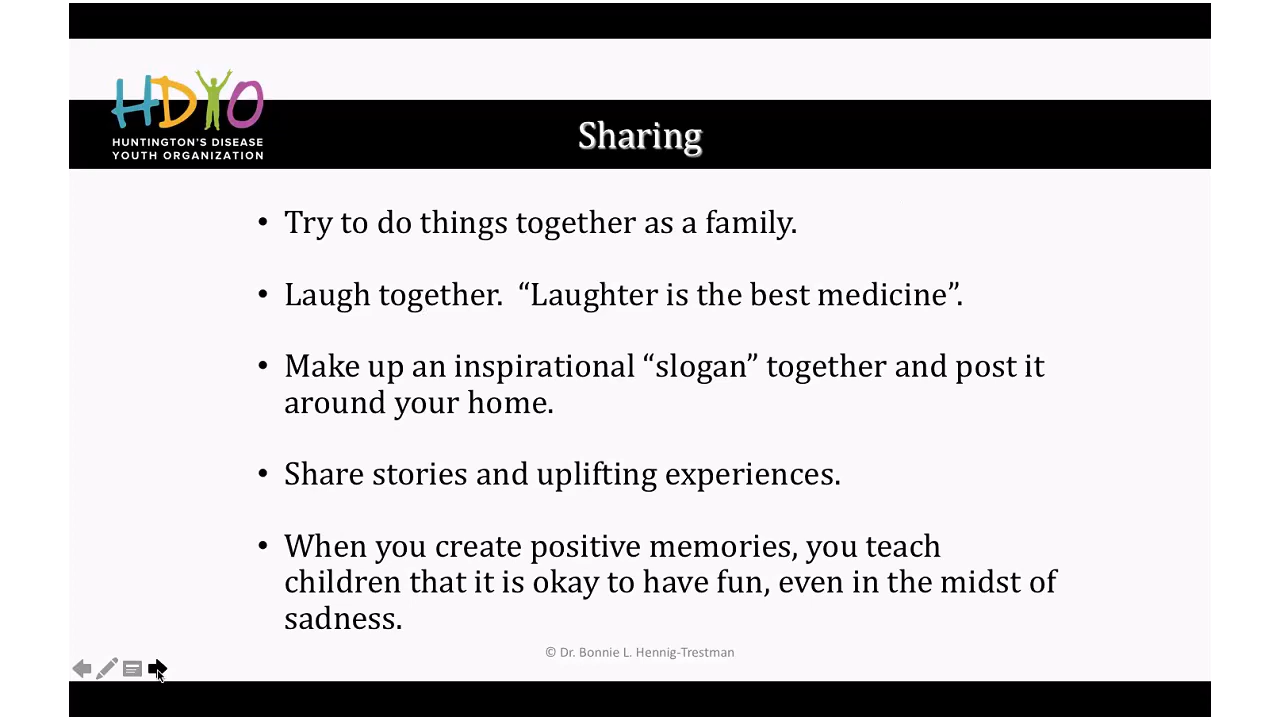 HDYO
HUNTINGTON'S DISEASE
YOUTH ORGANIZATION
Sharing
• Try to do things together as a family.
• Laugh together.  “Laughter is the best medicine”.
• Make up an inspirational “slogan” together and post it
around your home.
• Share stories and uplifting experiences.
• When you create positive memories, you teach
children that it is okay to have fun, even in the midst of
sadness.
© Dr. Bonnie L. Hennig-Trestman